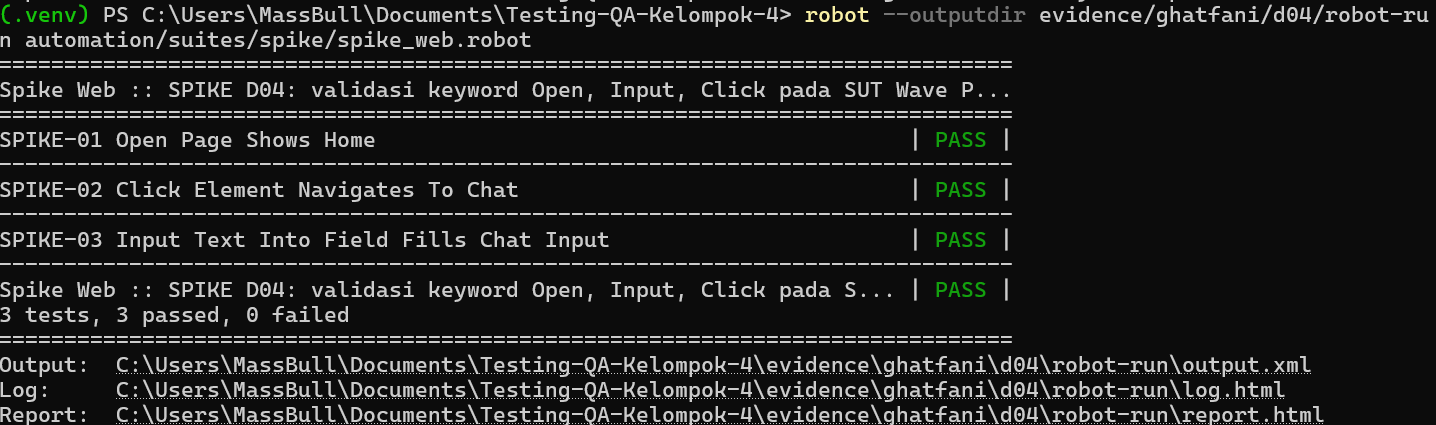 (.venv) PS C:\Users\MassBull\Documents\Testing-QA-Kelompok-4> robot --outputdir evidence/ghatfani/d04/robot-ru
n automation/suites/spike/spike_web.robot
==============================================================================
Spike Web :: SPIKE D04: validasi keyword Open, Input, Click pada SUT Wave P...
==============================================================================
SPIKE-01 Open Page Shows Home                                         | PASS |
------------------------------------------------------------------------------
SPIKE-02 Click Element Navigates To Chat                              | PASS |
------------------------------------------------------------------------------
SPIKE-03 Input Text Into Field Fills Chat Input                       | PASS |
------------------------------------------------------------------------------
Spike Web :: SPIKE D04: validasi keyword Open, Input, Click pada S... | PASS |
3 tests, 3 passed, 0 failed
==============================================================================
Output:  C:\Users\MassBull\Documents\Testing-QA-Kelompok-4\evidence\ghatfani\d04\robot-run\output.xml
Log:     C:\Users\MassBull\Documents\Testing-QA-Kelompok-4\evidence\ghatfani\d04\robot-run\log.html
Report:  C:\Users\MassBull\Documents\Testing-QA-Kelompok-4\evidence\ghatfani\d04\robot-run\report.html